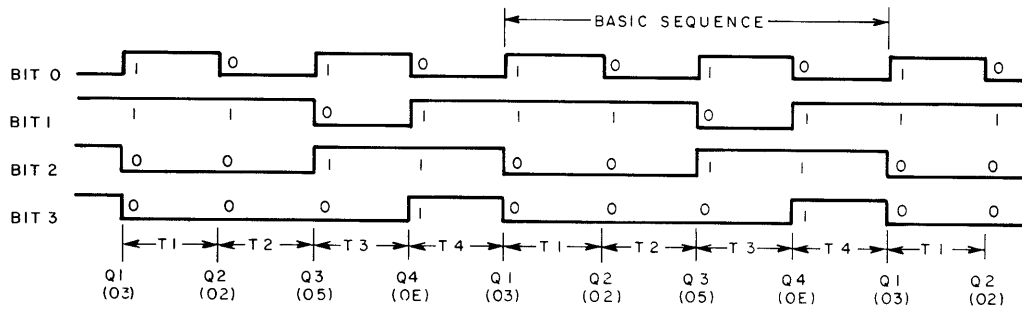 BASIC SEQUENCE
BIT 0 1 0 1 0 1 0 1 0 1 0
BIT 1 1 1 0 1 1 1 0 1 1 1
BIT 2 0 0 1 1 0 0 1 1 0 0
BIT 3 0 0 0 1 0 0 0 1 0 0
T1 T2 T3 T4 T1 T2 T3 T4 T1
Q1 Q2 Q3 Q4 Q1 Q2 Q3 Q4 Q1 Q2
(03) (02) (05) (0E) (03) (02) (05) (0E) (03) (02)